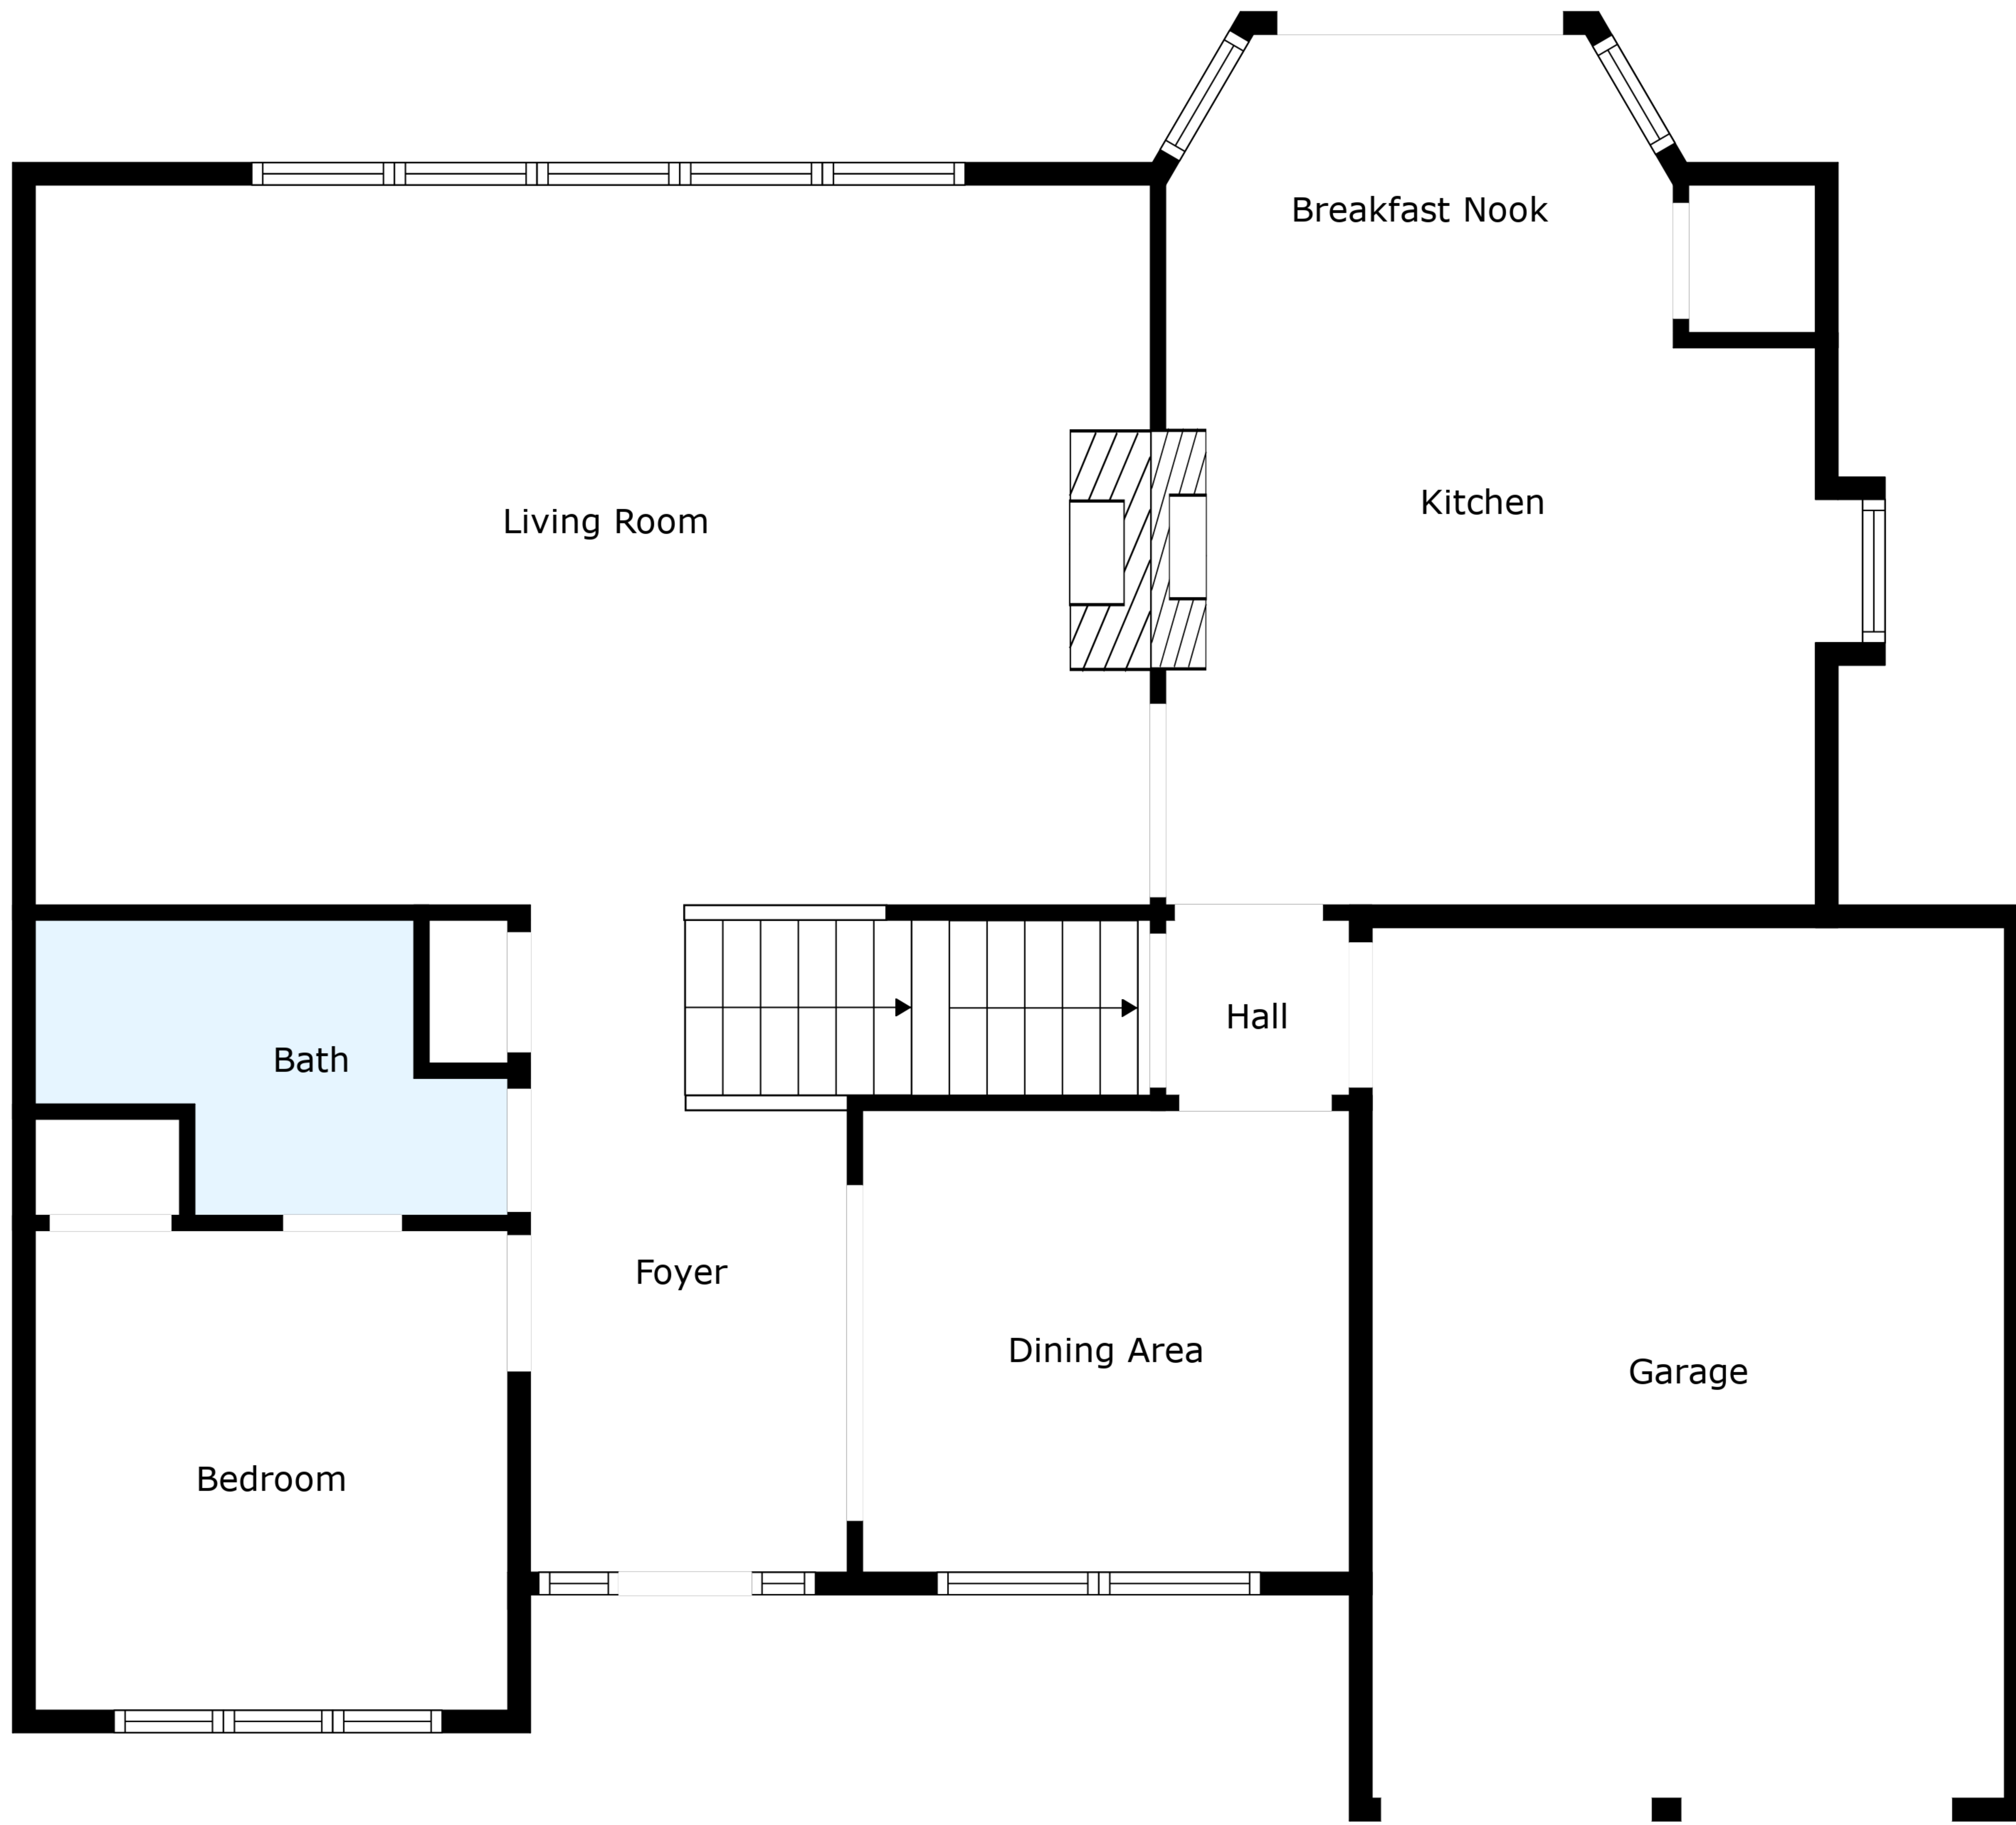 Breakfast Nook
Living Room
Kitchen
Hall
Bath
Foyer
Dining Area
Garage
Bedroom